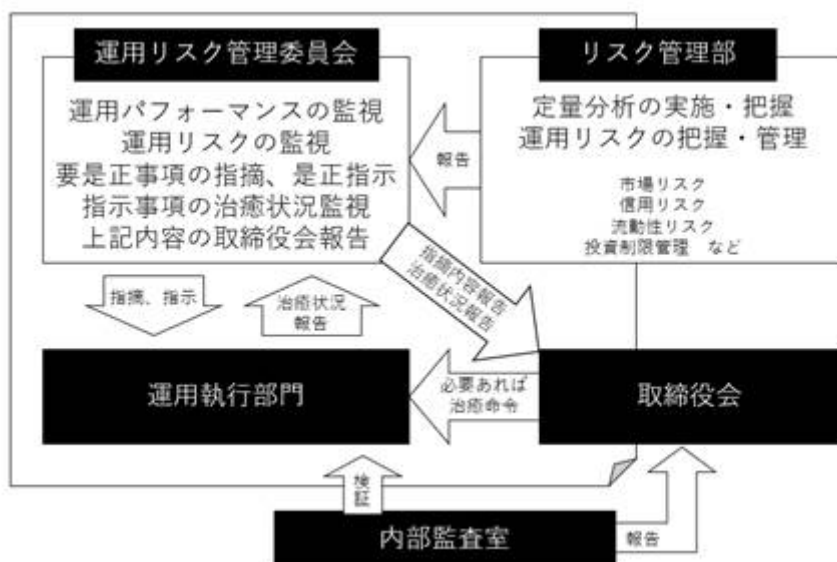 運用リスク管理委員会
運用パフォーマンスの監視
運用リスクの監視
要是正事項の指摘、是正指示
指示事項の治癒状況監視
上記内容の取締役会報告
報告
リスク管理部
定量分析の実施・把握
運用リスクの把握・管理
市場リスク
信用リスク
流動性リスク
投資制限管理 など
指摘、指示
治癒状況
報告
指摘内容報告
治癒状況報告
運用執行部門
必要あれば
治癒命令
取締役会
検証
内部監査室
報告